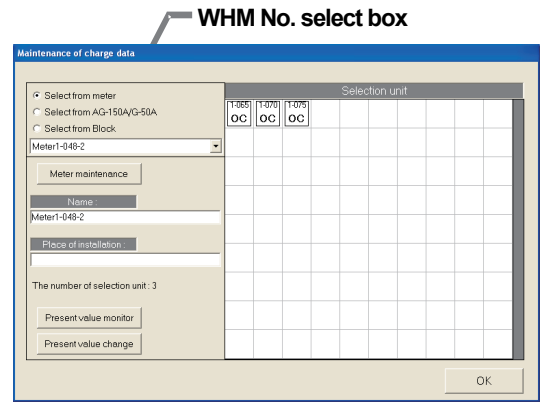 WHM No. select box
Maintenance of charge data
Select from meter
Select from AG-150A/G-50A
Select from Block
Meter1-048-2
Meter maintenance
Name :
Meter1-048-2
Place of installation :
The number of selection unit : 3
Present value monitor
Present value change
Selection unit
1-065 1-070 1-075
OC OC OC
OK